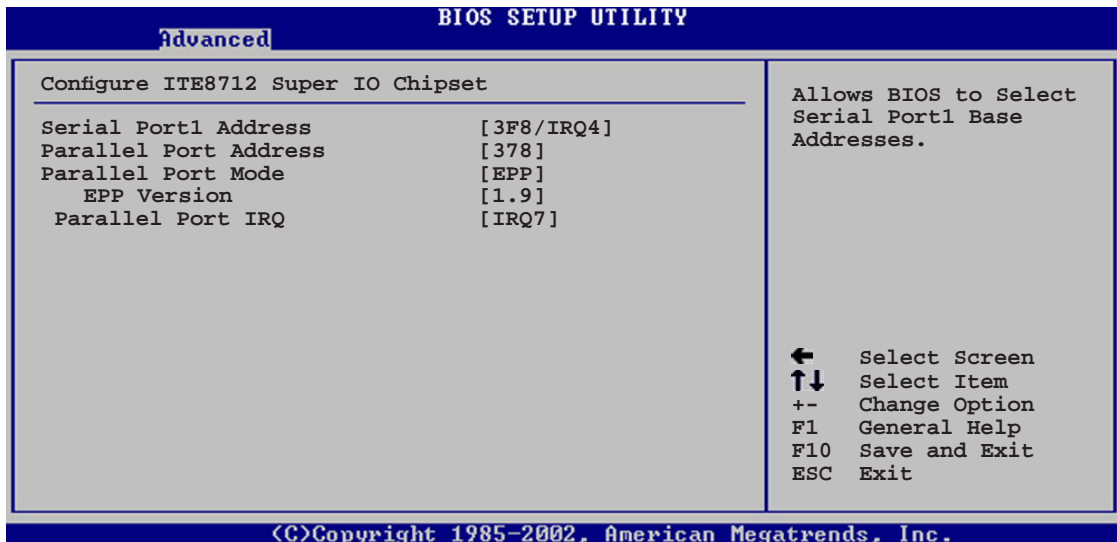 BIOS SETUP UTILITY
Advanced
Configure ITE8712 Super IO Chipset
Serial Port1 Address [3F8/IRQ4]
Parallel Port Address [378]
Parallel Port Mode [EPP]
EPP Version [1.9]
Parallel Port IRQ [IRQ7]
Allows BIOS to Select
Serial Port1 Base
Addresses.
← Select Screen
↑↓ Select Item
+- Change Option
F1 General Help
F10 Save and Exit
ESC Exit
(C)Copyright 1985-2002, American Megatrends, Inc.